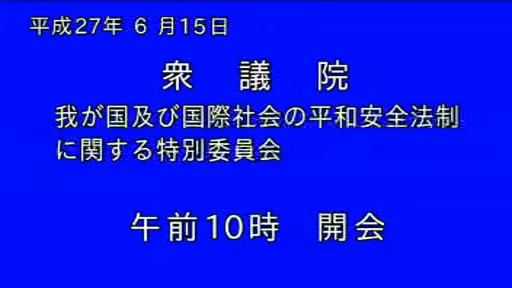 平成27年 6 月15日
衆 議 院
我が国及び国際社会の平和安全法制
に関する特別委員会
午前10時 開会